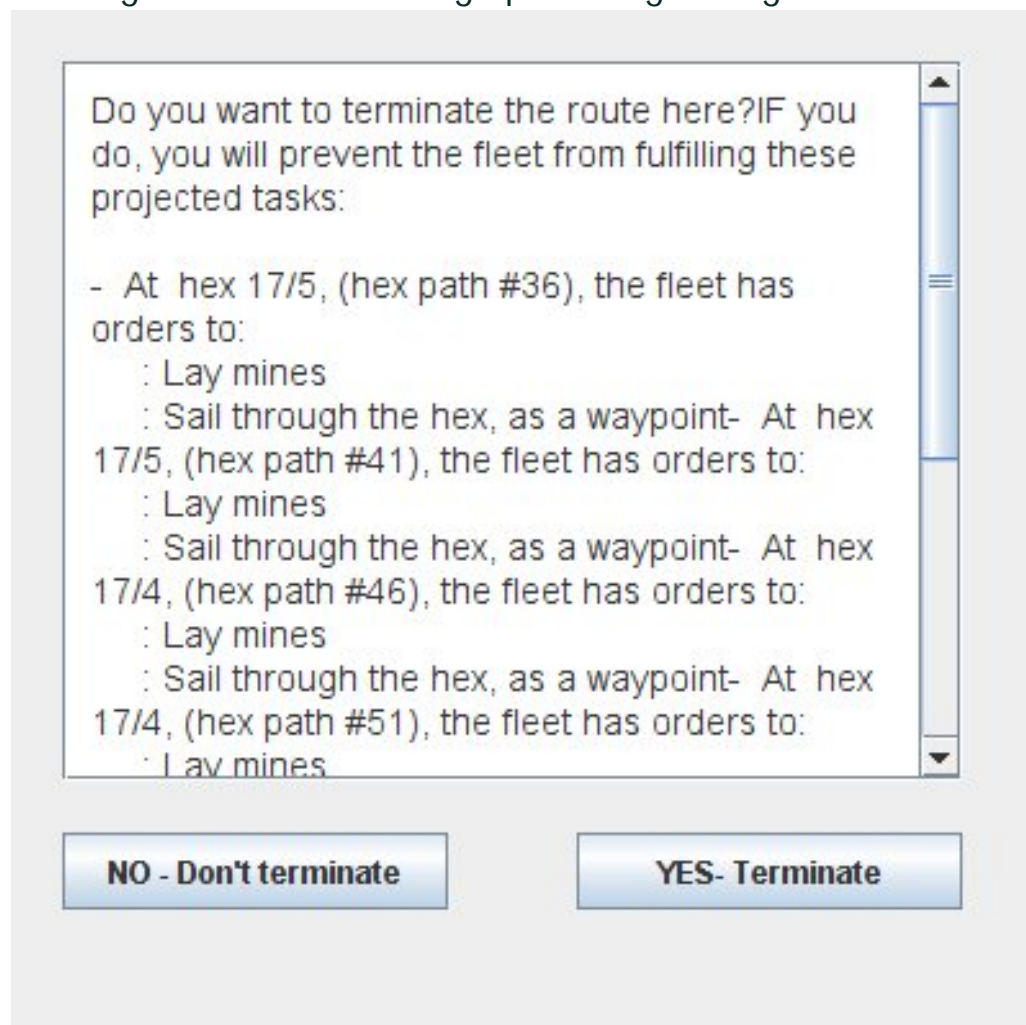 Do you want to terminate the route here?IF you
do, you will prevent the fleet from fulfilling these
projected tasks:
- At hex 17/5, (hex path #36), the fleet has
orders to:
: Lay mines
: Sail through the hex, as a waypoint- At hex
17/5, (hex path #41), the fleet has orders to:
: Lay mines
: Sail through the hex, as a waypoint- At hex
17/4, (hex path #46), the fleet has orders to:
: Lay mines
: Sail through the hex, as a waypoint- At hex
17/4, (hex path #51), the fleet has orders to:
: Lay mines
NO - Don't terminate
YES- Terminate